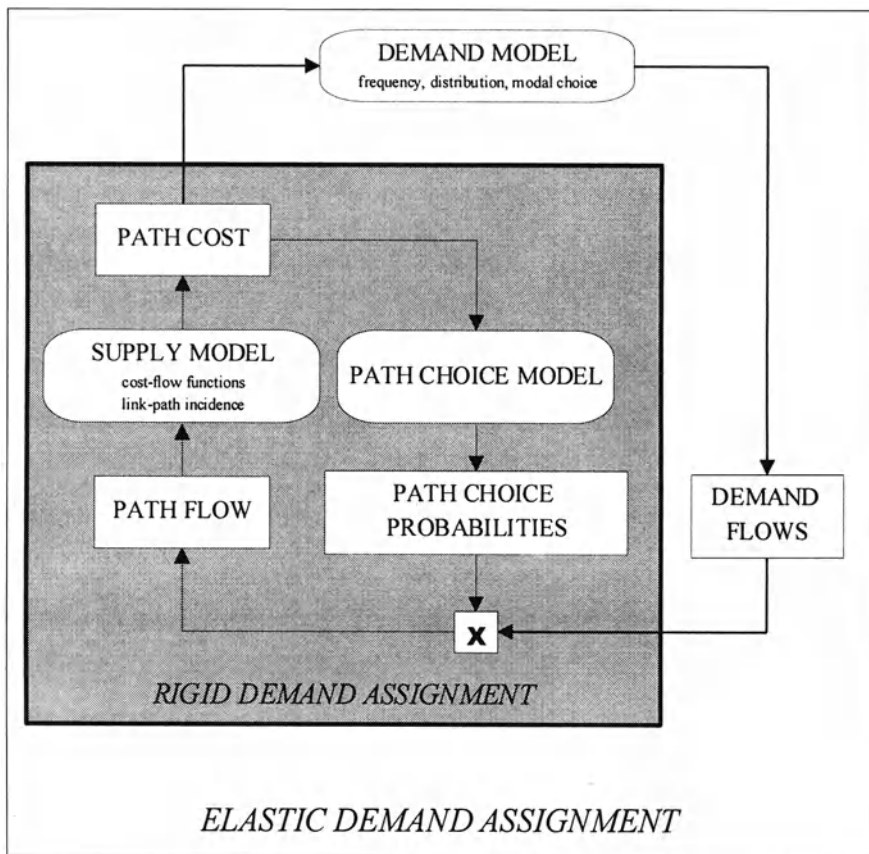 DEMAND MODEL
frequency, distribution, modal choice
PATH COST
SUPPLY MODEL
cost-flow functions
link-path incidence
PATH CHOICE MODEL
PATH FLOW
PATH CHOICE
PROBABILITIES
DEMAND
FLOWS
X
RIGID DEMAND ASSIGNMENT
ELASTIC DEMAND ASSIGNMENT